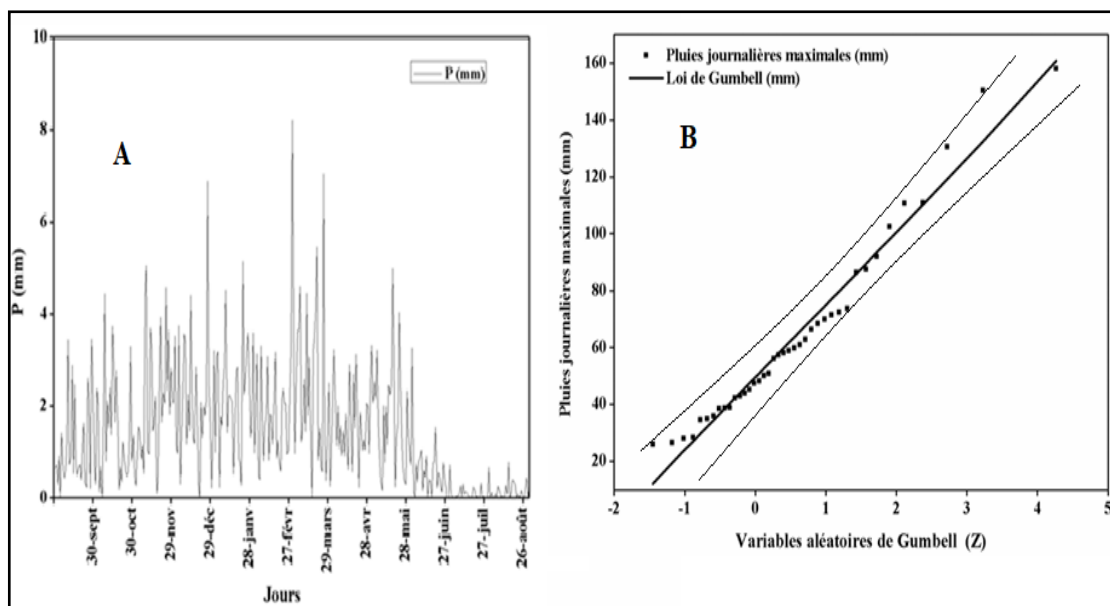 10
8
6
4
2
0
P (mm)
P (mm)
A
30-sept
30-oct
29-nov
29-déc
28-janv
27-févr
29-mars
28-avr
28-mai
27-juin
27-juil
26-août
Jours
160
140
120
100
80
60
40
20
Pluies journalières maximales (mm)
Pluies journalières maximales (mm)
Loi de Gumbell (mm)
B
-2 -1 0 1 2 3 4 5
Variables aléatoires de Gumbell (Z)